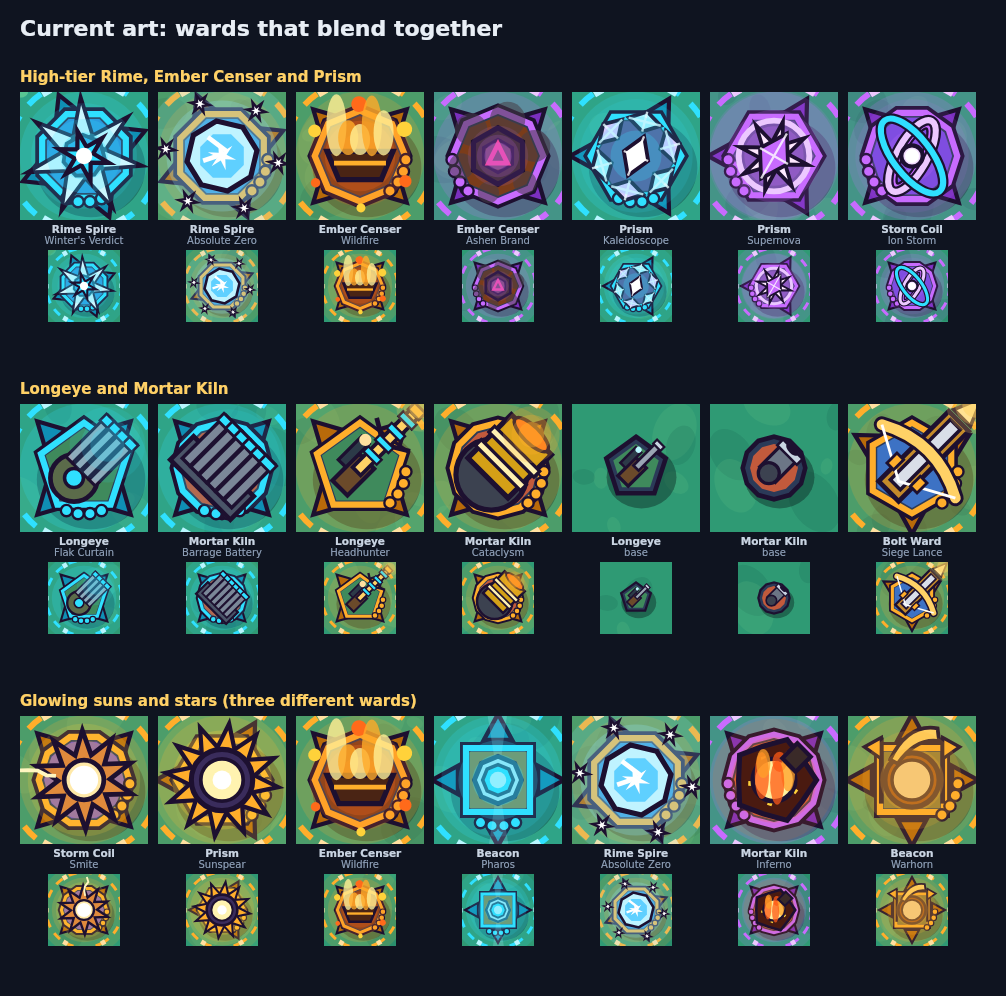 Current art: wards that blend together
High-tier Rime, Ember Censer and Prism
Rime Spire
Winter's Verdict
Rime Spire
Absolute Zero
Ember Censer
Wildfire
Ember Censer
Ashen Brand
Prism
Kaleidoscope
Prism
Supernova
Storm Coil
Ion Storm
Longeye and Mortar Kiln
Longeye
Flak Curtain
Mortar Kiln
Barrage Battery
Longeye
Headhunter
Mortar Kiln
Cataclysm
Longeye
base
Mortar Kiln
base
Bolt Ward
Siege Lance
Glowing suns and stars (three different wards)
Storm Coil
Smite
Prism
Sunspear
Ember Censer
Wildfire
Beacon
Pharos
Rime Spire
Absolute Zero
Mortar Kiln
Inferno
Beacon
Warhorn